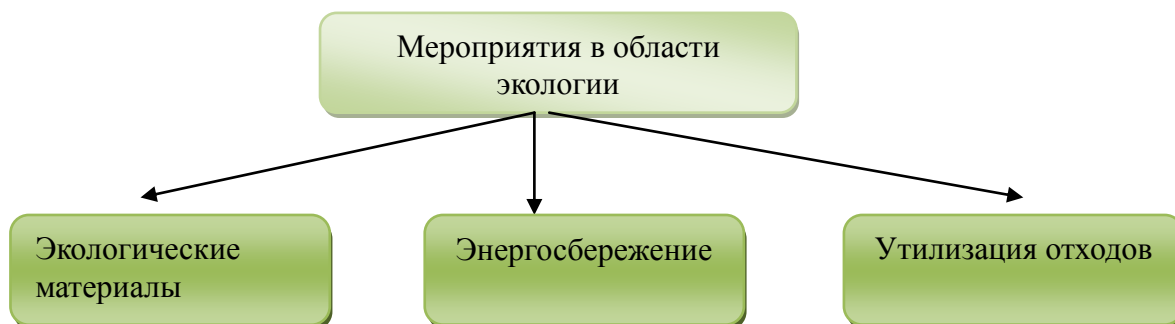 Мероприятия в области
экологии
Экологические
материалы
Энергосбережение
Утилизация отходов